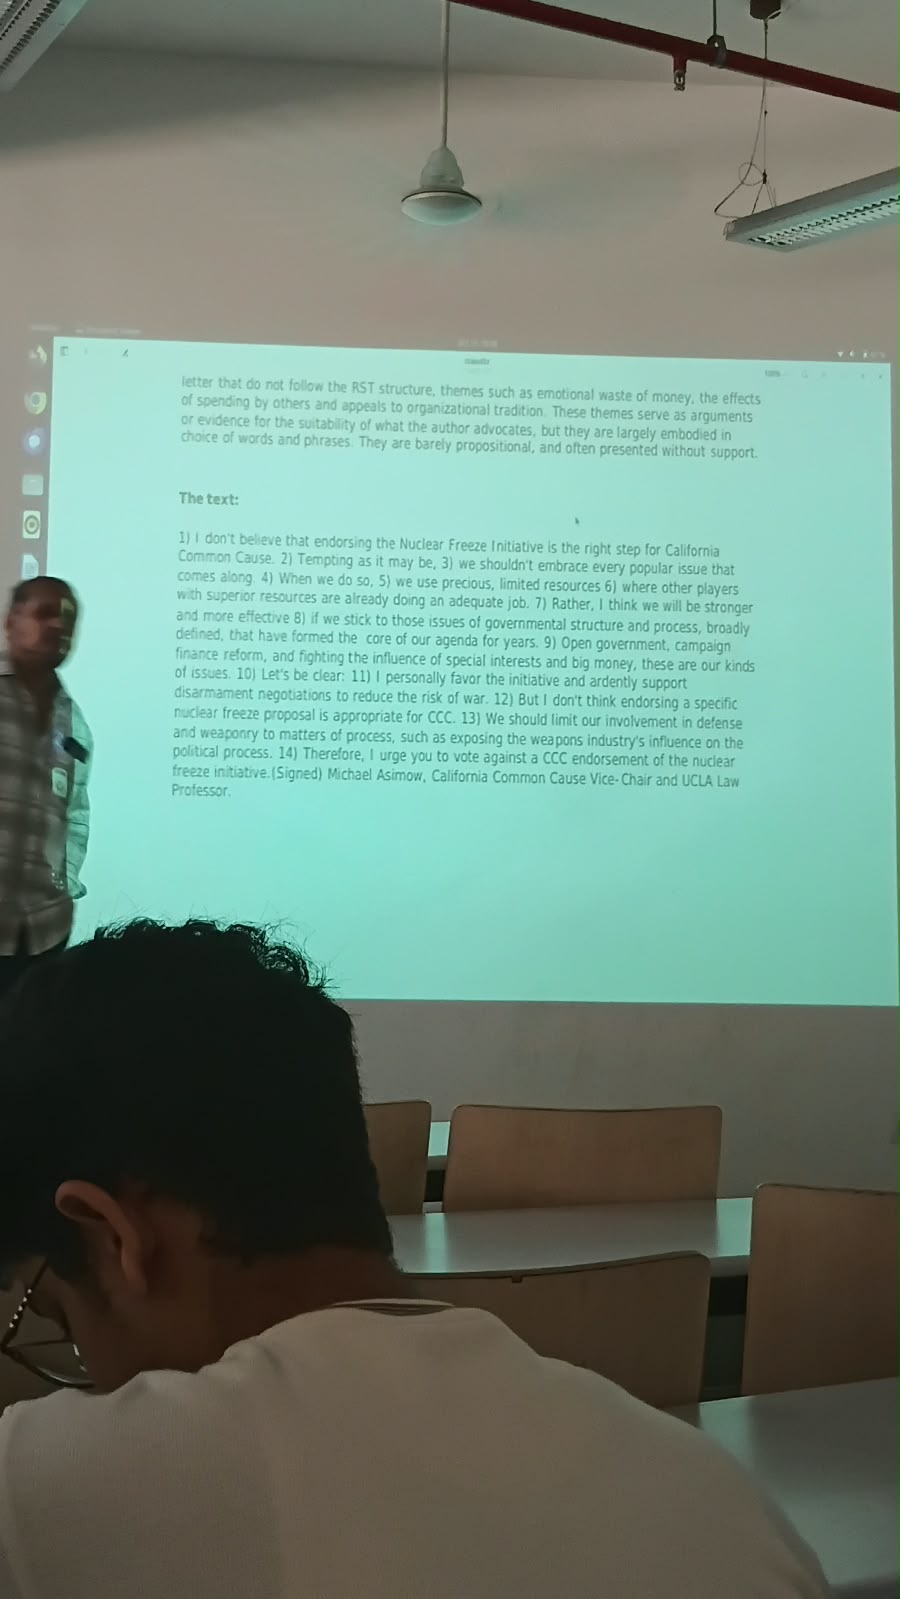 letter that do not follow the RST structure, themes such as emotional waste of money, the effects
of spending by others and appeals to organizational tradition. These themes serve as arguments
or evidence for the suitability of what the author advocates, but they are largely embodied in
choice of words and phrases. They are barely propositional, and often presented without support.
The text:
1) I don't believe that endorsing the Nuclear Freeze Initiative is the right step for California
Common Cause. 2) Tempting as it may be, 3) we shouldn't embrace every popular issue that
comes along. 4) When we do so, 5) we use precious, limited resources 6) where other players
with superior resources are already doing an adequate job. 7) Rather, I think we will be stronger
and more effective 8) if we stick to those issues of governmental structure and process, broadly
defined, that have formed the core of our agenda for years. 9) Open government, campaign
finance reform, and fighting the influence of special interests and big money, these are our kinds
of issues. 10) Let's be clear: 11) I personally favor the initiative and ardently support
disarmament negotiations to reduce the risk of war. 12) But I don't think endorsing a specific
nuclear freeze proposal is appropriate for CCC. 13) We should limit our involvement in defense
and weaponry to matters of process, such as exposing the weapons industry's influence on the
political process. 14) Therefore, I urge you to vote against a CCC endorsement of the nuclear
freeze initiative.(Signed) Michael Asimow, California Common Cause Vice-Chair and UCLA Law
Professor.